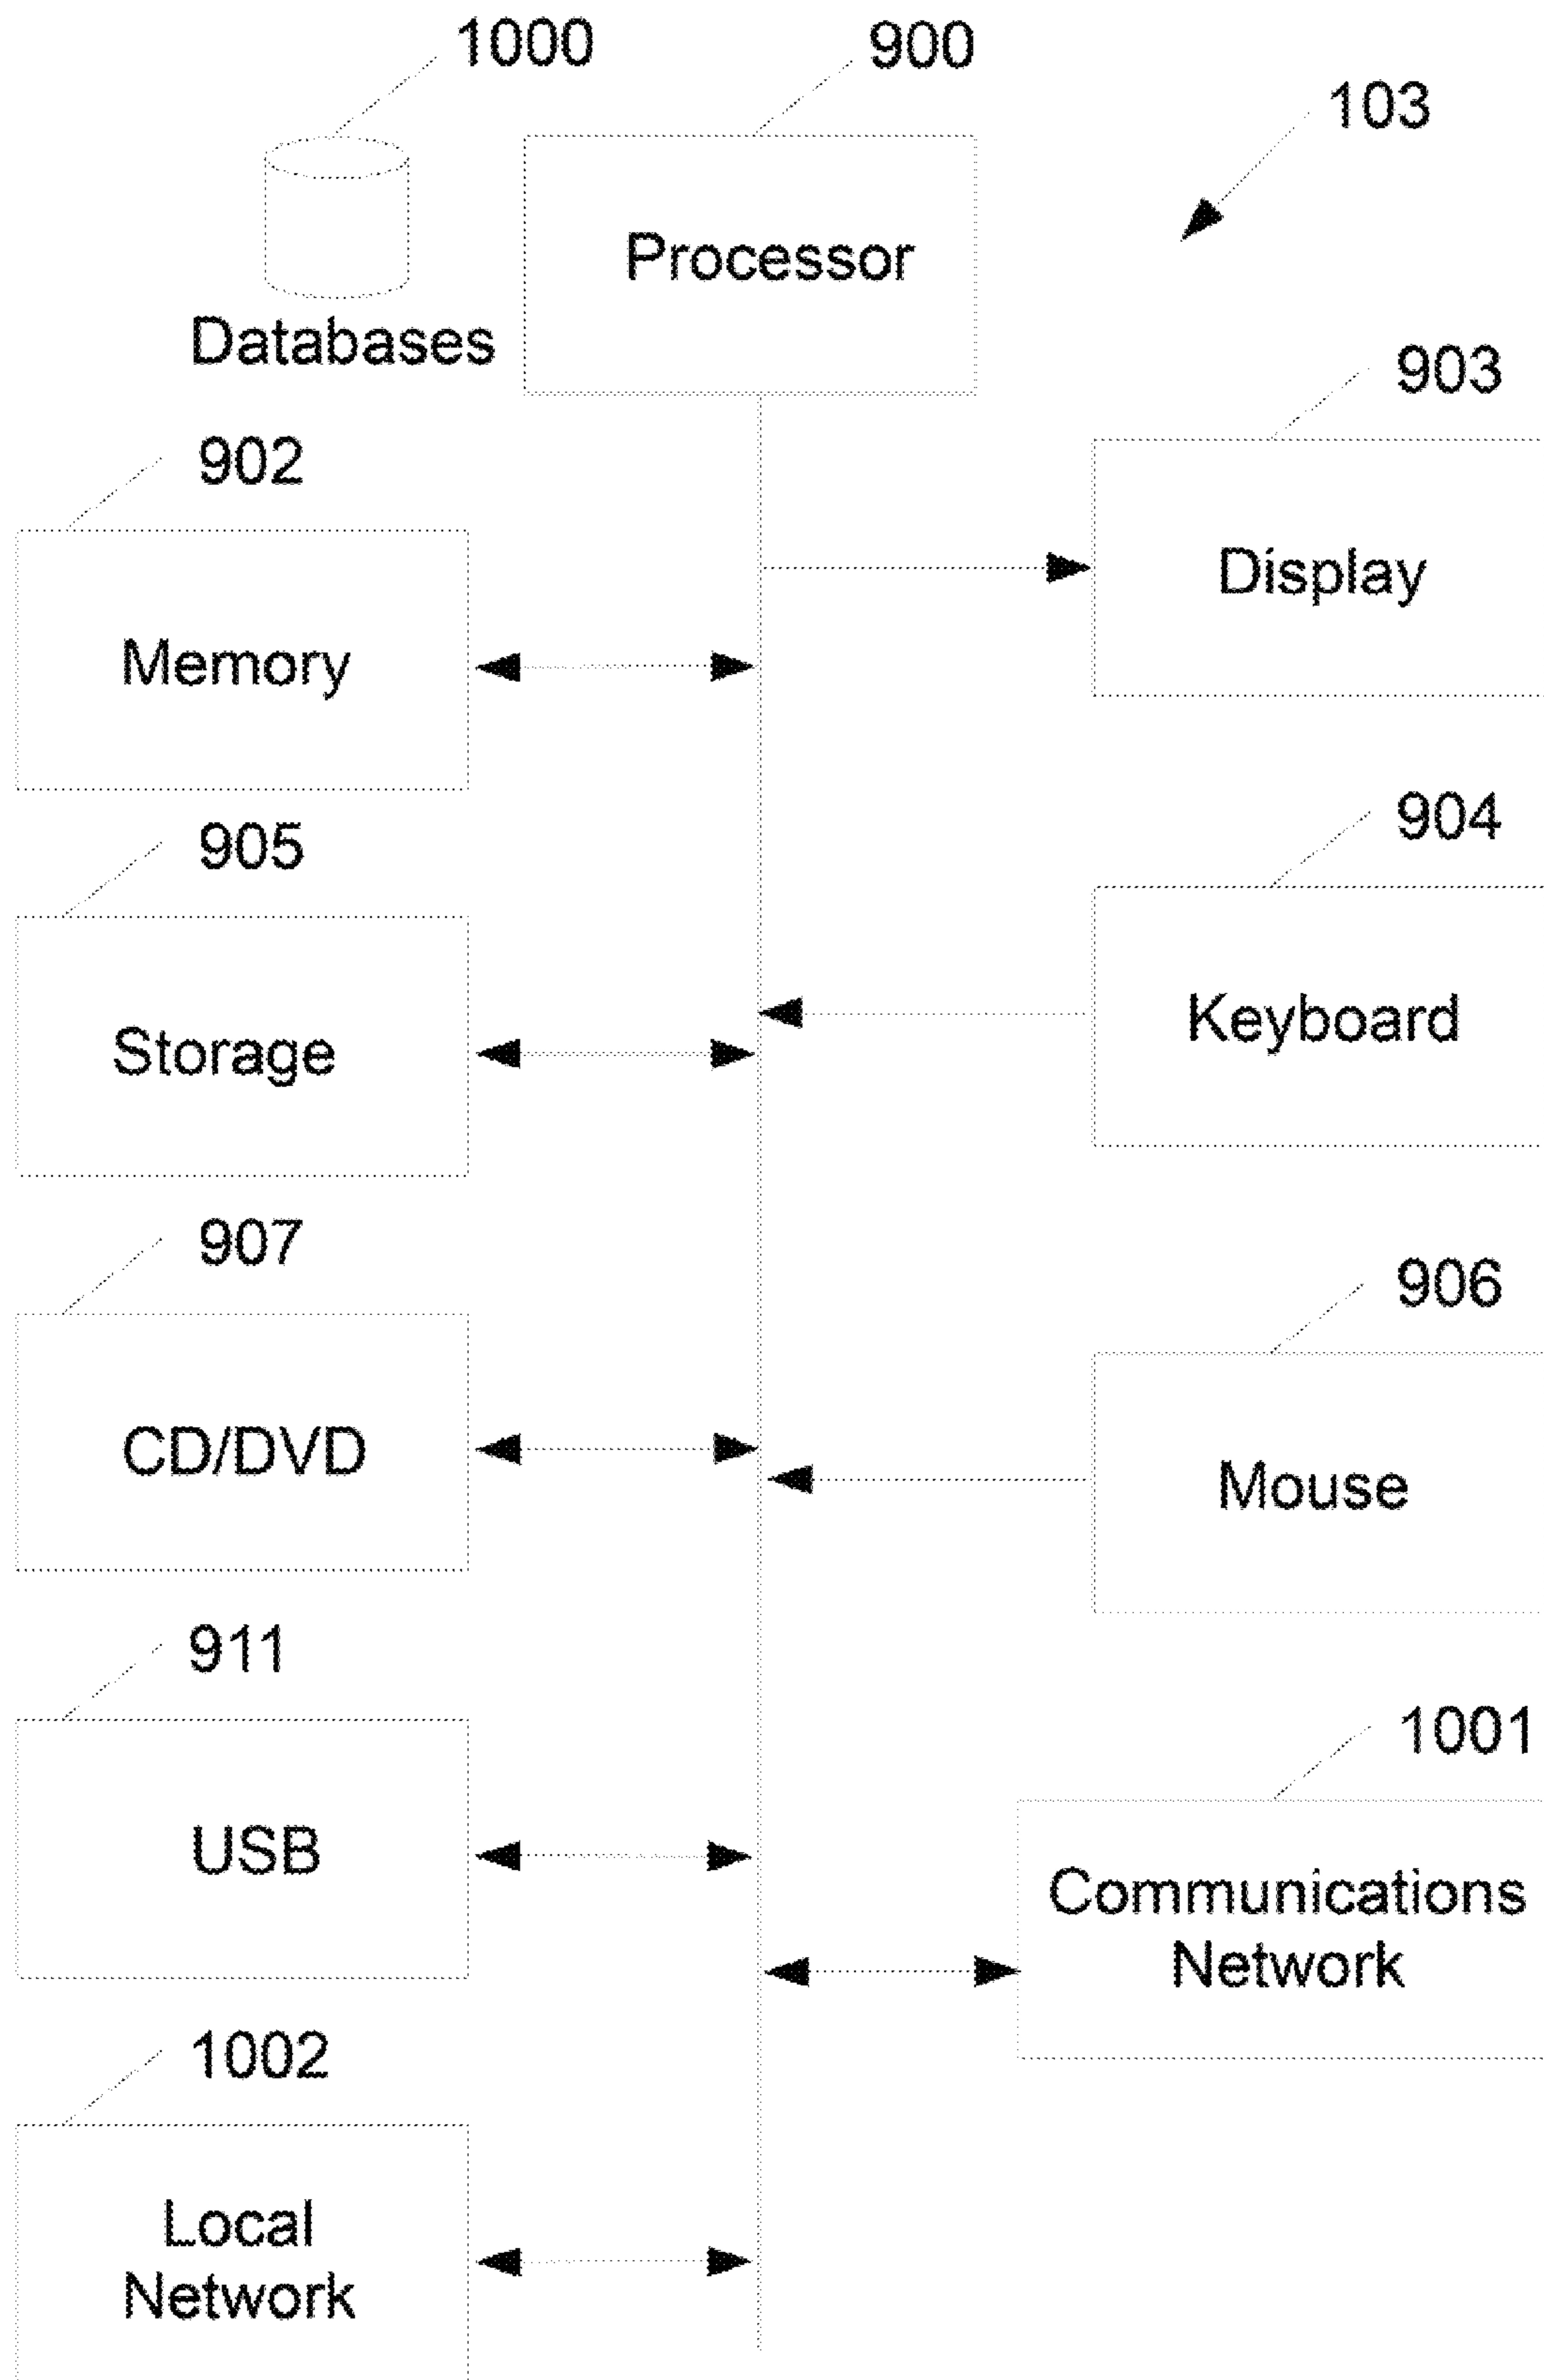 1000
900
103
Processor
Databases
903
902
Display
Memory
904
905
Keyboard
Storage
907
906
CD/DVD
Mouse
911
1001
USB
Communications
Network
1002
Local
Network